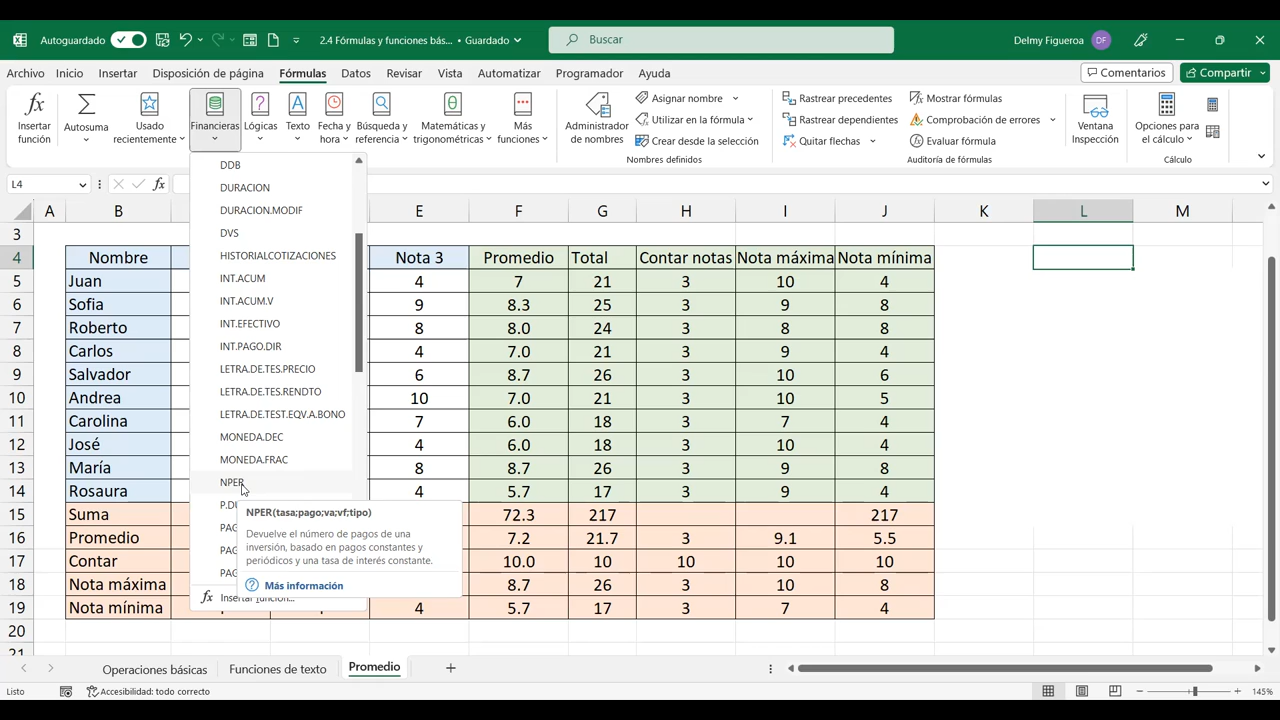 Autoguardado
2.4 Fórmulas y funciones bás... • Guardado
Buscar
Delmy Figueroa DF
Archivo Inicio Insertar Disposición de página Fórmulas Datos Revisar Vista Automatizar Programador Ayuda
Comentarios Compartir
Insertar función
Autosuma
Usado recientemente
Financieras
Lógicas
Texto
Fecha y hora
Búsqueda y referencia
Matemáticas y trigonométricas
Más funciones
Administrador de nombres
Asignar nombre
Utilizar en la fórmula
Crear desde la selección
Nombres definidos
Rastrear precedentes
Rastrear dependientes
Quitar flechas
Mostrar fórmulas
Comprobación de errores
Evaluar fórmula
Auditoría de fórmulas
Ventana Inspección
Opciones para el cálculo
Cálculo
L4
fx
DDB
DURACION
DURACION.MODIF
DVS
HISTORIALCOTIZACIONES
INT.ACUM
INT.ACUM.V
INT.EFECTIVO
INT.PAGO.DIR
LETRA.DE.TES.PRECIO
LETRA.DE.TES.RENDTO
LETRA.DE.TEST.EQV.A.BONO
MONEDA.DEC
MONEDA.FRAC
NPER
fx Insertar función...
NPER(tasa;pago;va;vf;tipo)
Devuelve el número de pagos de una
inversión, basado en pagos constantes y
periódicos y una tasa de interés constante.
Más información
A B E F G H I J K L M
3
4 Nombre Nota 3 Promedio Total Contar notas Nota máxima Nota mínima
5 Juan 4 7 21 3 10 4
6 Sofia 9 8.3 25 3 9 8
7 Roberto 8 8.0 24 3 8 8
8 Carlos 4 7.0 21 3 9 4
9 Salvador 6 8.7 26 3 10 6
10 Andrea 10 7.0 21 3 10 5
11 Carolina 7 6.0 18 3 7 4
12 José 4 6.0 18 3 10 4
13 María 8 8.7 26 3 9 8
14 Rosaura 4 5.7 17 3 9 4
15 Suma 72.3 217 217
16 Promedio 7.2 21.7 3 9.1 5.5
17 Contar 10.0 10 10 10 10
18 Nota máxima 8.7 26 3 10 8
19 Nota mínima 4 5.7 17 3 7 4
20
21
Operaciones básicas Funciones de texto Promedio
Listo Accesibilidad: todo correcto 145%